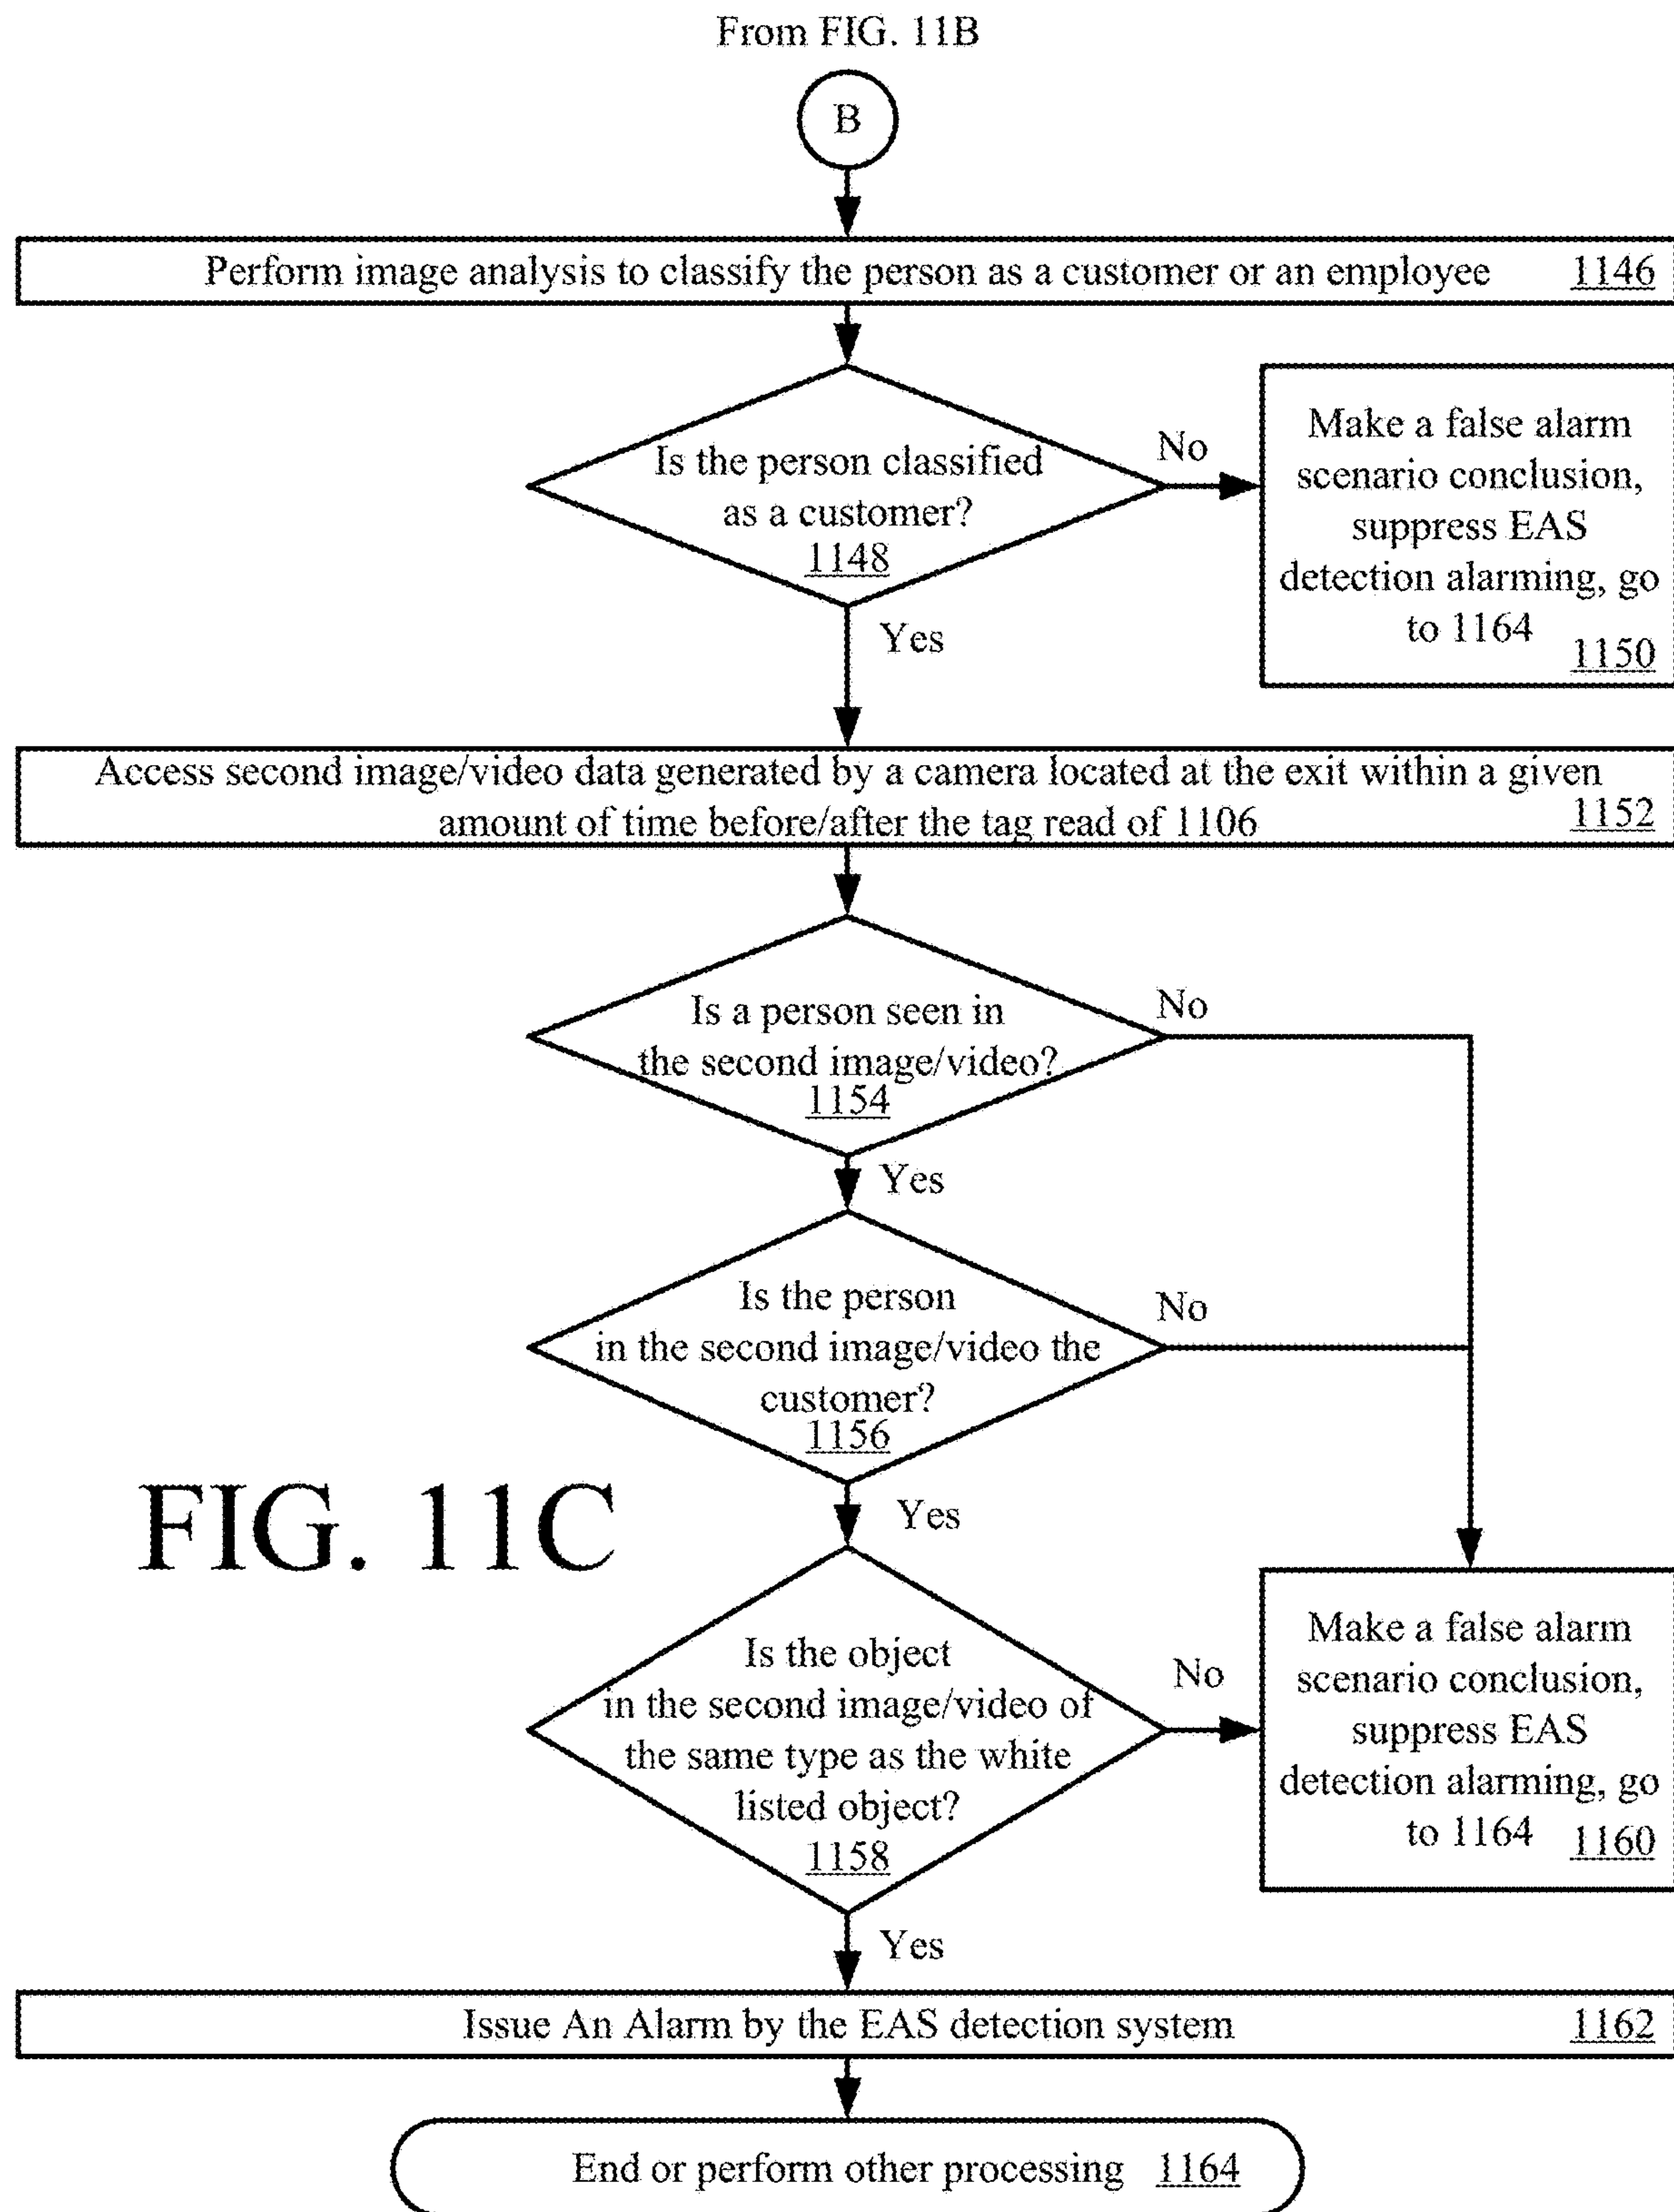 From FIG. 11B
B
Perform image analysis to classify the person as a customer or an employee 1146
Is the person classified
as a customer?
1148
No
Make a false alarm
scenario conclusion,
suppress EAS
detection alarming, go
to 1164
1150
Yes
Access second image/video data generated by a camera located at the exit within a given
amount of time before/after the tag read of 1106
1152
Is a person seen in
the second image/video?
1154
No
Yes
Is the person
in the second image/video the
customer?
1156
No
FIG. 11C
Yes
Is the object
in the second image/video of
the same type as the white
listed object?
1158
No
Make a false alarm
scenario conclusion,
suppress EAS
detection alarming, go
to 1164
1160
Yes
Issue An Alarm by the EAS detection system 1162
End or perform other processing 1164